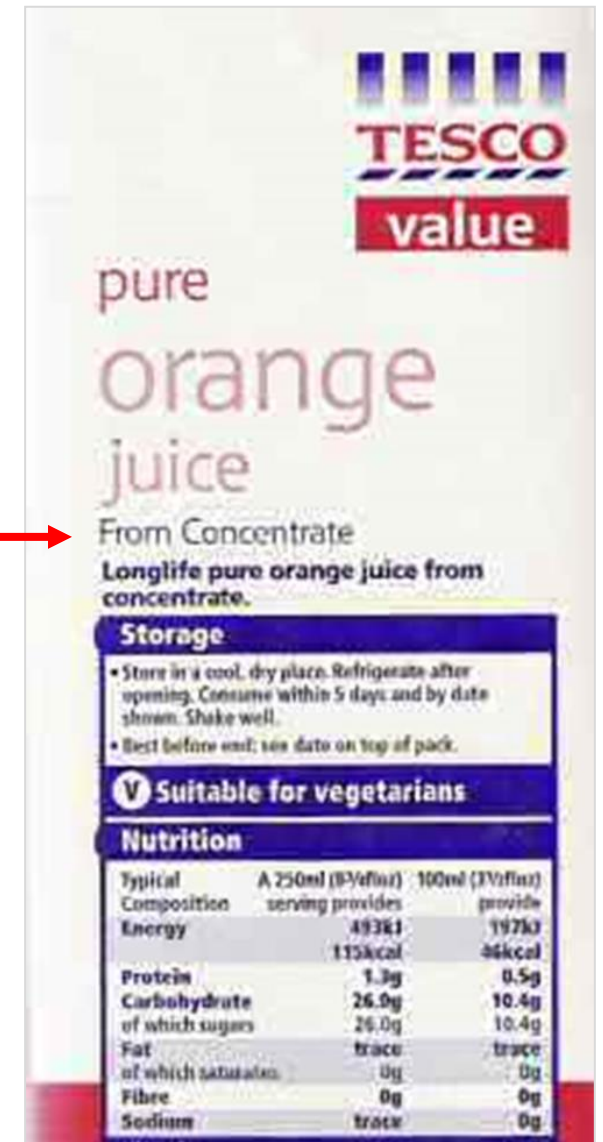 TESCO
value
pure
orange
juice
From Concentrate
Longlife pure orange juice from
concentrate.
Storage
• Store in a cool, dry place. Refrigerate after
opening. Consume within 5 days and by date
shown. Shake well.
• Best before end: see date on top of pack.
V Suitable for vegetarians
Nutrition
Typical A 250ml 100ml
Composition serving provides provide
Energy 493kJ 197kJ
115kcal 46kcal
Protein 1.3g 0.5g
Carbohydrate 26.0g 10.4g
of which sugars 26.0g 10.4g
Fat trace trace
of which saturates 0g 0g
Fibre 0g 0g
Sodium trace 0g